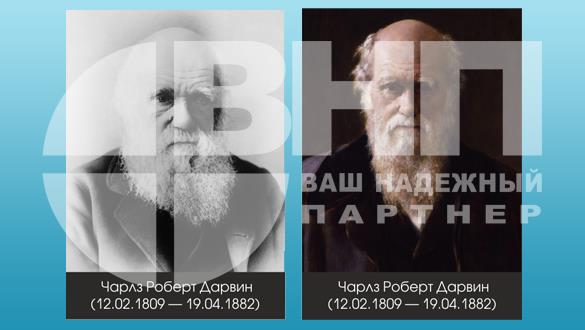 ВНП
ВАШ НАДЕЖНЫЙ
ПАРТНЕР
Чарлз Роберт Дарвин
(12.02.1809 — 19.04.1882)
Чарлз Роберт Дарвин
(12.02.1809 — 19.04.1882)